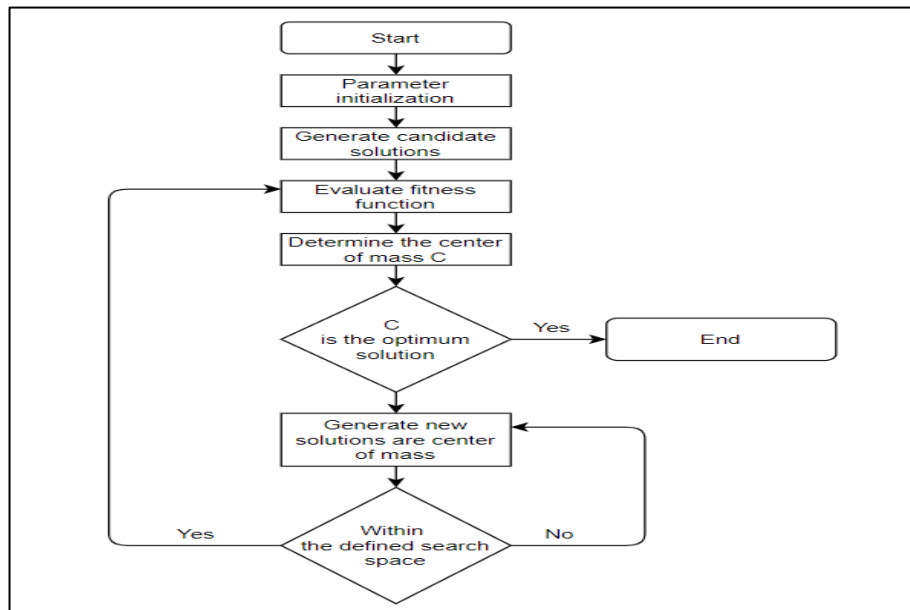 Start
Parameter
initialization
Generate candidate
solutions
Evaluate fitness
function
Determine the center
of mass C
C
is the optimum
solution
Yes
End
Generate new
solutions are center
of mass
Within
the defined search
space
Yes
No